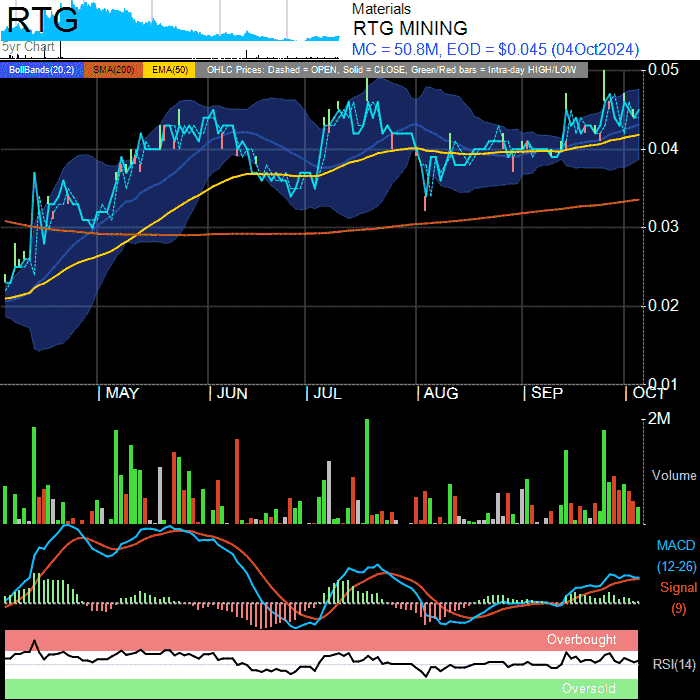 RTG
5yr Chart
Materials
RTG MINING
MC = 50.8M, EOD = $0.045 (04Oct2024)
BollBands(20,2) SMA(200) EMA(50) OHLC Prices: Dashed = OPEN, Solid = CLOSE, Green/Red bars = Intra-day HIGH/LOW
0.05
0.04
0.03
0.02
0.01
MAY JUN JUL AUG SEP OCT
2M
Volume
MACD
(12-26)
Signal
(9)
Overbought
RSI(14)
Oversold